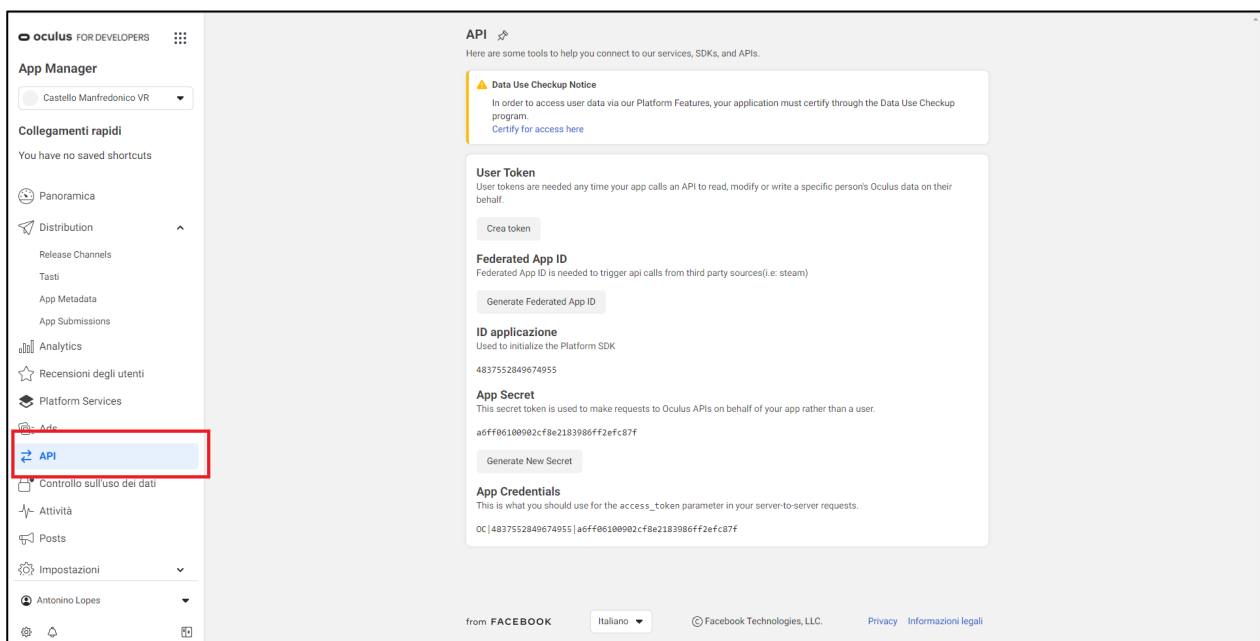 oculus FOR DEVELOPERS
App Manager
Castello Manfredonico VR
Collegamenti rapidi
You have no saved shortcuts
Panoramica
Distribution
Release Channels
Tasti
App Metadata
App Submissions
Analytics
Recensioni degli utenti
Platform Services
Ads
API
Controllo sull'uso dei dati
Attività
Posts
Impostazioni
Antonino Lopes
API
Here are some tools to help you connect to our services, SDKs, and APIs.
Data Use Checkup Notice
In order to access user data via our Platform Features, your application must certify through the Data Use Checkup
program.
Certify for access here
User Token
User tokens are needed any time your app calls an API to read, modify or write a specific person's Oculus data on their
behalf.
Crea token
Federated App ID
Federated App ID is needed to trigger api calls from third party sources(i.e: steam)
Generate Federated App ID
ID applicazione
Used to initialize the Platform SDK
4837552849674955
App Secret
This secret token is used to make requests to Oculus APIs on behalf of your app rather than a user.
a6ff06100902cf8e2183986ff2efc87f
Generate New Secret
App Credentials
This is what you should use for the access_token parameter in your server-to-server requests.
OC|4837552849674955|a6ff06100902cf8e2183986ff2efc87f
from FACEBOOK
Italiano
© Facebook Technologies, LLC.
Privacy
Informazioni legali